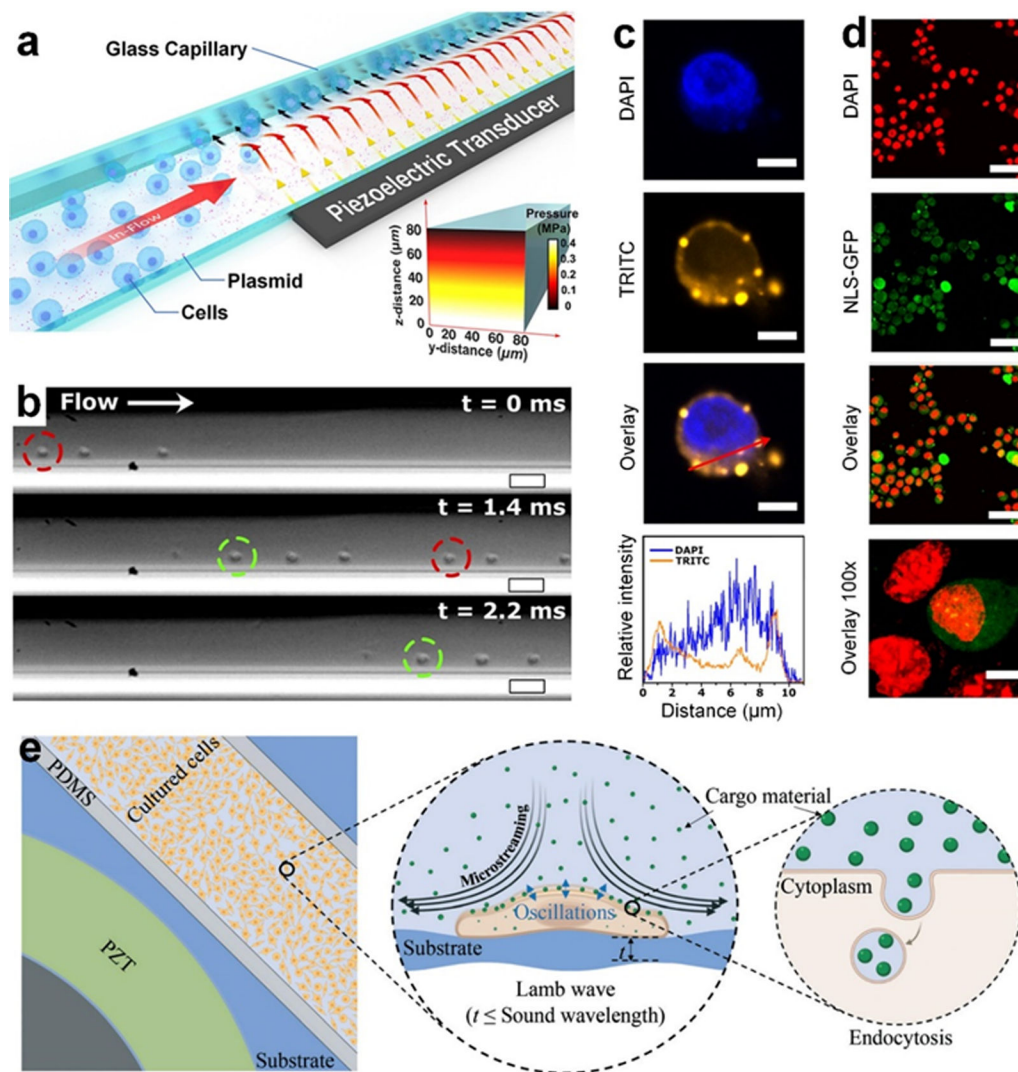 a
Glass Capillary
Piezoelectric Transducer
In-Flow
Plasmid
Cells
Pressure
(MPa)
0.4
0.3
0.2
0.1
0
z-distance (µm)
80
60
40
20
0
0 20 40 60 80
y-distance (µm)
b
Flow
t = 0 ms
t = 1.4 ms
t = 2.2 ms
c
DAPI
TRITC
Overlay
Relative intensity
DAPI
TRITC
0 2 4 6 8 10
Distance (µm)
d
DAPI
NLS-GFP
Overlay
Overlay 100x
e
PDMS
Cultured cells
PZT
Substrate
Microstreaming
Oscillations
Substrate
t
Lamb wave
(t ≤ Sound wavelength)
Cargo material
Cytoplasm
Endocytosis